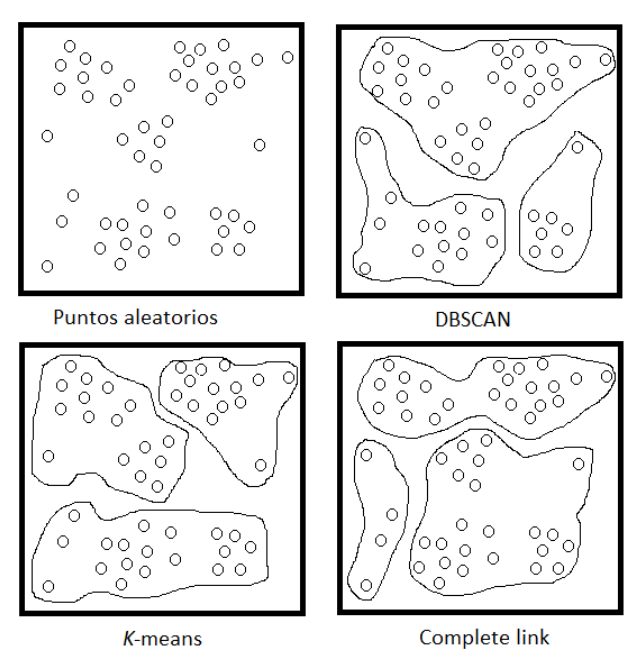 Puntos aleatorios
DBSCAN
K-means
Complete link